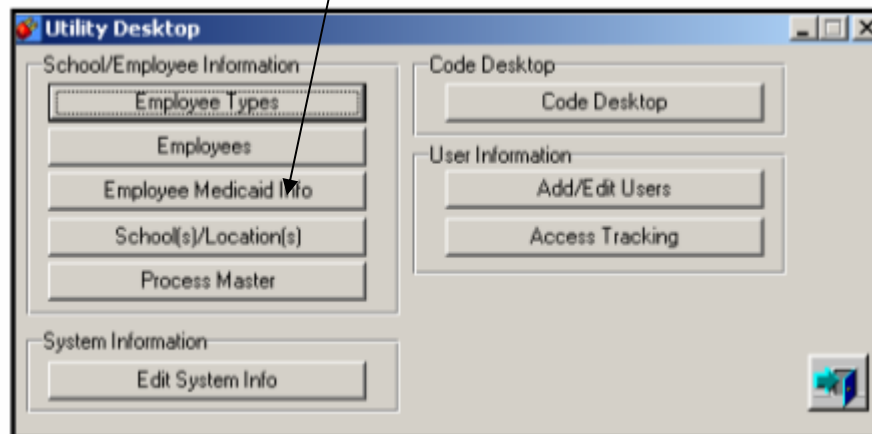 Utility Desktop
School/Employee Information
Employee Types
Employees
Employee Medicaid Info
School(s)/Location(s)
Process Master
System Information
Edit System Info
Code Desktop
Code Desktop
User Information
Add/Edit Users
Access Tracking